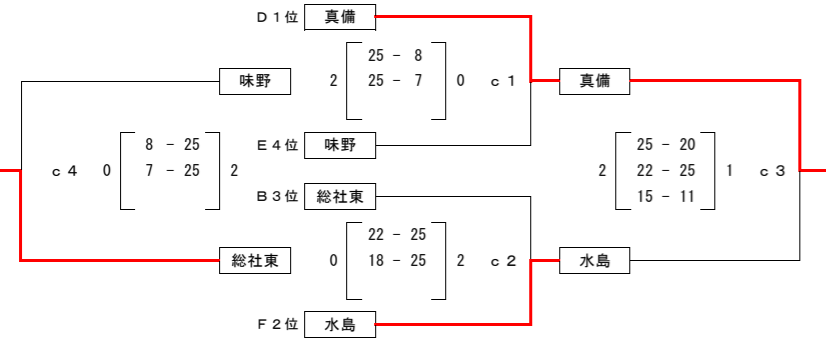 D1位 真備
25 - 8
味野 2 25 - 7 0 c1 真備
8 - 25 E4位 味野 25 - 20
c4 0 7 - 25 2 2 22 - 25 1 c3
B3位 総社東 15 - 11
22 - 25
総社東 0 18 - 25 2 c2 水島
F2位 水島